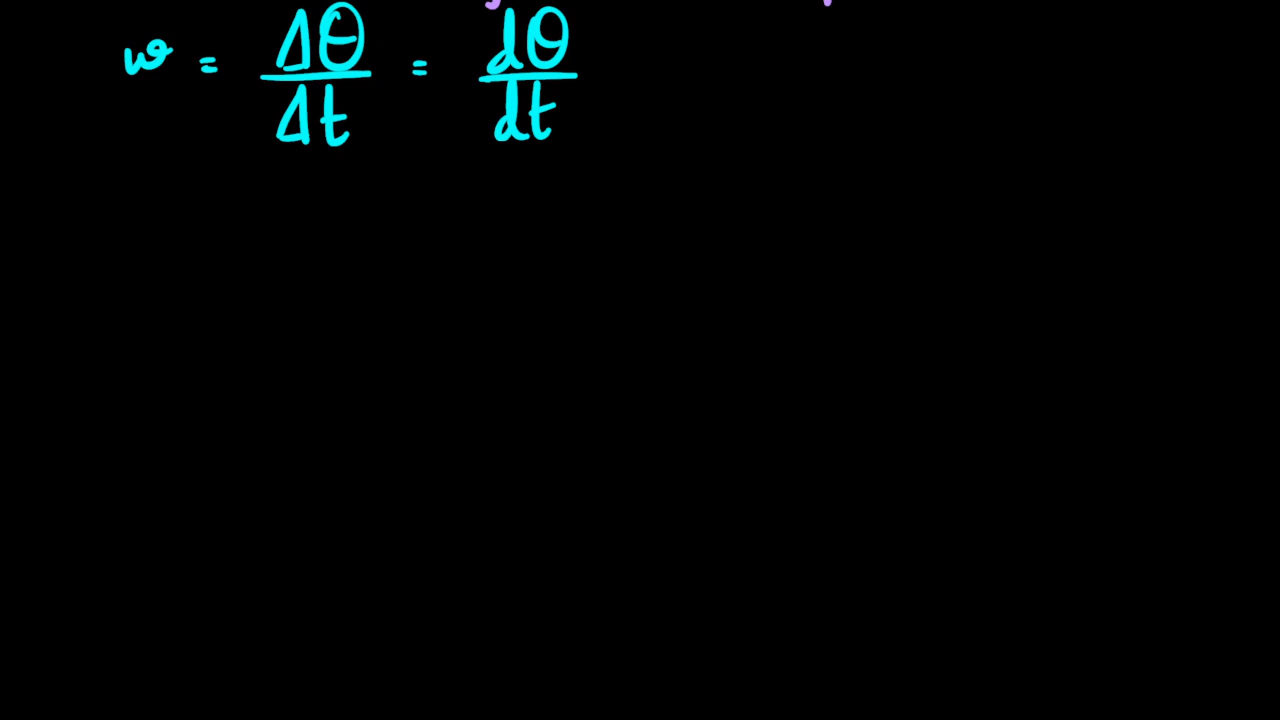 ω = Δθ/Δt = dθ/dt